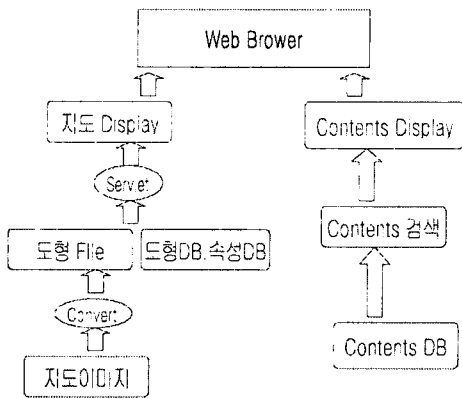 Web Brower
지도 Display
Contents Display
Servlet
Contents 검색
도형 File
도형DB.속성DB
Convert
Contents DB
지도이미지